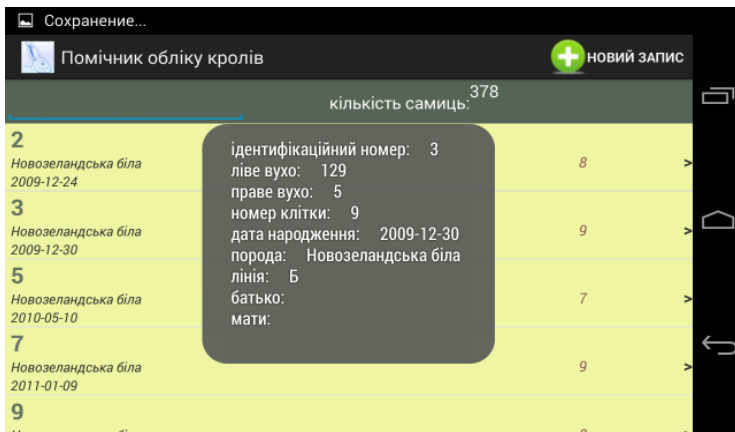 Сохранение...
Помічник обліку кролів
НОВИЙ ЗАПИС
кількість самиць: 378
2
Новозеландська біла
2009-12-24
8
>
3
Новозеландська біла
2009-12-30
9
>
5
Новозеландська біла
2010-05-10
7
>
7
Новозеландська біла
2011-01-09
9
>
9
ідентифікаційний номер: 3
ліве вухо: 129
праве вухо: 5
номер клітки: 9
дата народження: 2009-12-30
порода: Новозеландська біла
лінія: Б
батько:
мати: